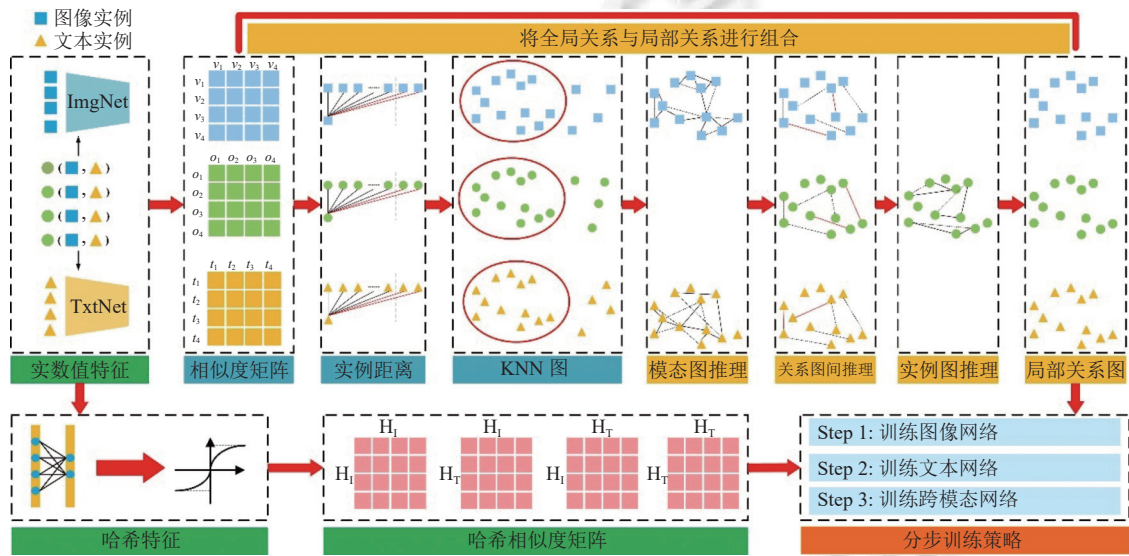 图像实例
文本实例
将全局关系与局部关系进行组合
ImgNet
( , )
( , )
( , )
( , )
TxtNet
v1 v2 v3 v4
v1
v2
v3
v4
o1 o2 o3 o4
o1
o2
o3
o4
t1 t2 t3 t4
t1
t2
t3
t4
实数值特征
相似度矩阵
实例距离
KNN 图
模态图推理
关系图间推理
实例图推理
局部关系图
HI HI HT HT
HI HT HI HT
Step 1: 训练图像网络
Step 2: 训练文本网络
Step 3: 训练跨模态网络
哈希特征
哈希相似度矩阵
分步训练策略